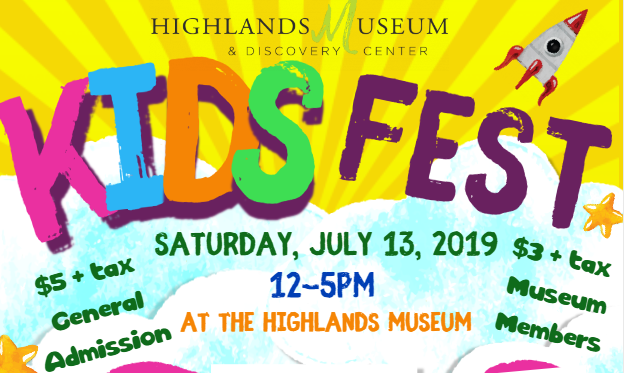 HIGHLANDS MUSEUM
& DISCOVERY CENTER
KIDS FEST
SATURDAY, JULY 13, 2019
12-5PM
AT THE HIGHLANDS MUSEUM
$5 + tax
General
Admission
$3 + tax
Museum
Members